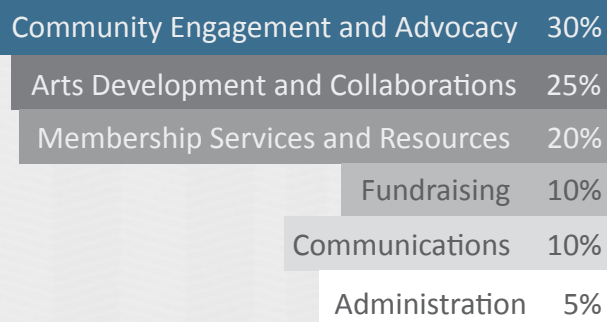 Community Engagement and Advocacy 30%
Arts Development and Collaborations 25%
Membership Services and Resources 20%
Fundraising 10%
Communications 10%
Administration 5%